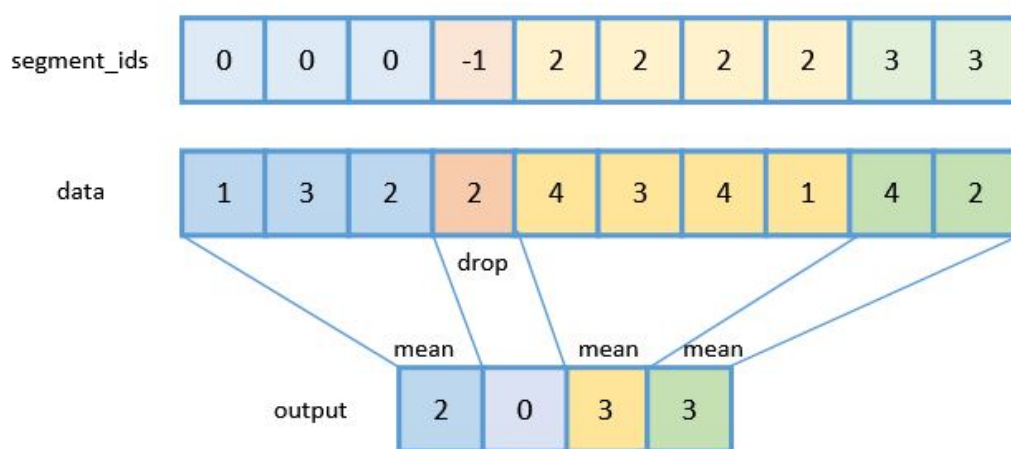 segment_ids 0 0 0 -1 2 2 2 2 3 3
data 1 3 2 2 4 3 4 1 4 2
drop
mean mean mean
output 2 0 3 3